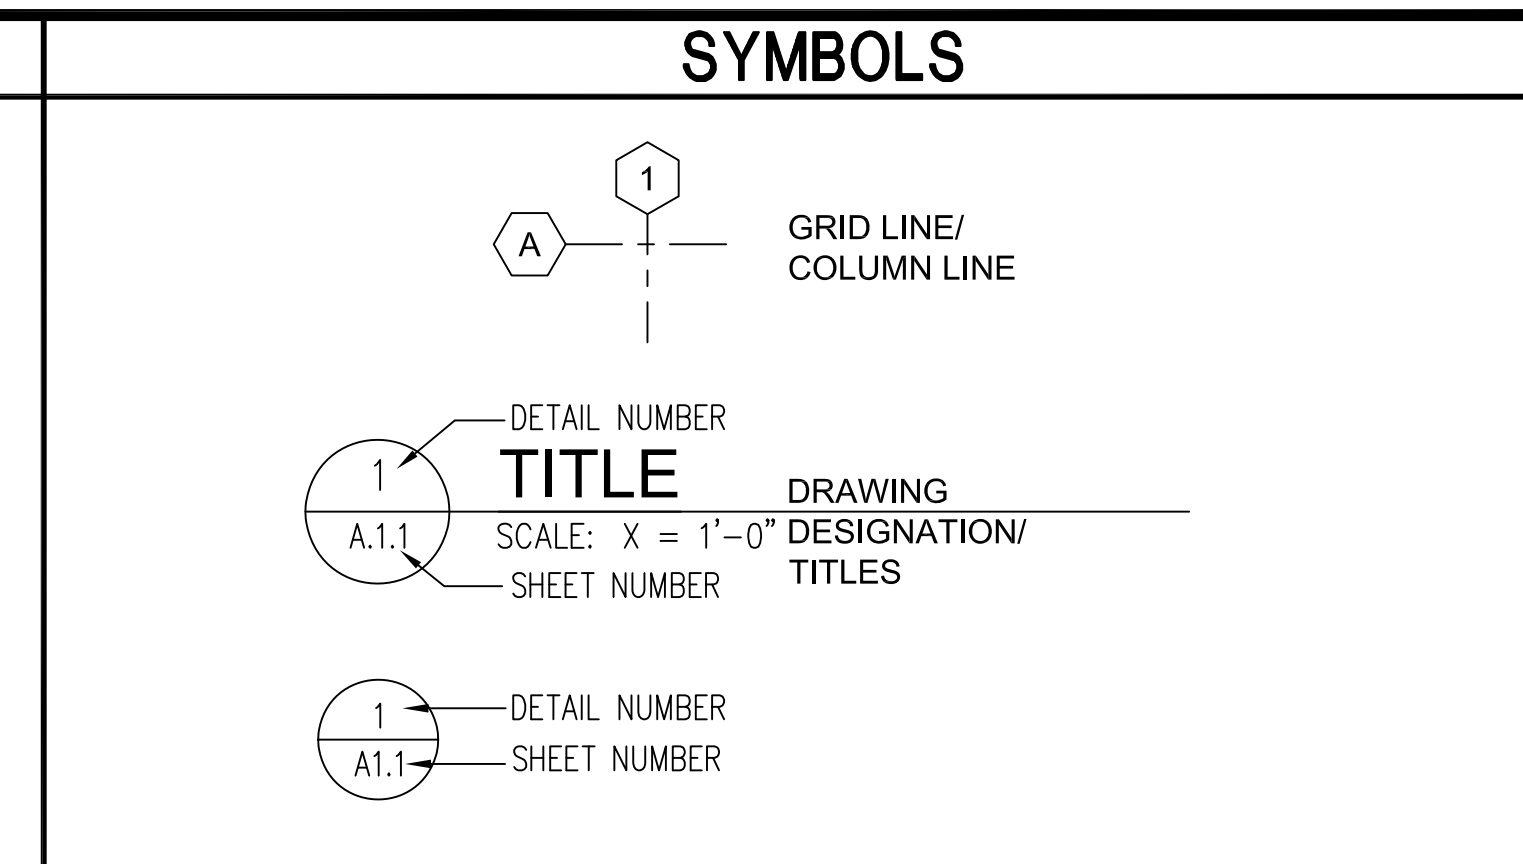 SYMBOLS
1
A
GRID LINE/
COLUMN LINE
DETAIL NUMBER
1
TITLE
DRAWING
A.1.1
SCALE: X = 1'-0"
DESIGNATION/
TITLES
SHEET NUMBER
1
DETAIL NUMBER
A1.1
SHEET NUMBER